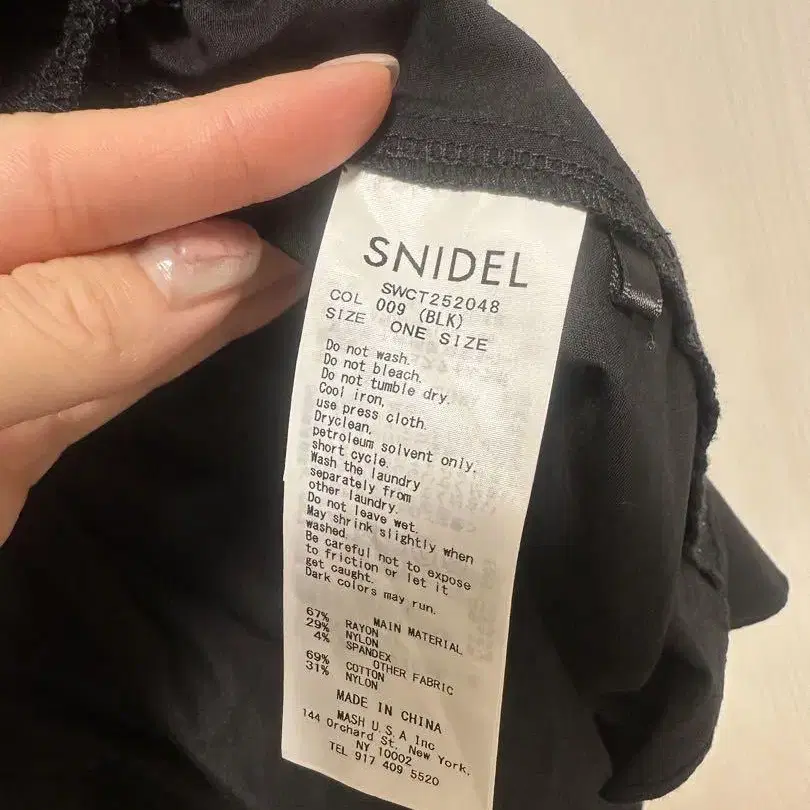 SNIDEL
SWCT252048
COL 009 (BLK)
SIZE ONE SIZE
Do not wash.
Do not bleach.
Do not tumble dry.
Cool iron,
use press cloth.
Dryclean,
petroleum solvent only,
short cycle.
Wash the laundry
separately from
other laundry.
Do not leave wet.
May shrink slightly when
washed.
Be careful not to expose
to friction or let it
get caught.
Dark colors may run.
MAIN MATERIAL
67% RAYON
29% NYLON
4% SPANDEX
OTHER FABRIC
69% COTTON
31% NYLON
MADE IN CHINA
MASH U.S.A Inc
144 Orchard St. New York,
NY 10002
TEL 917 409 5520